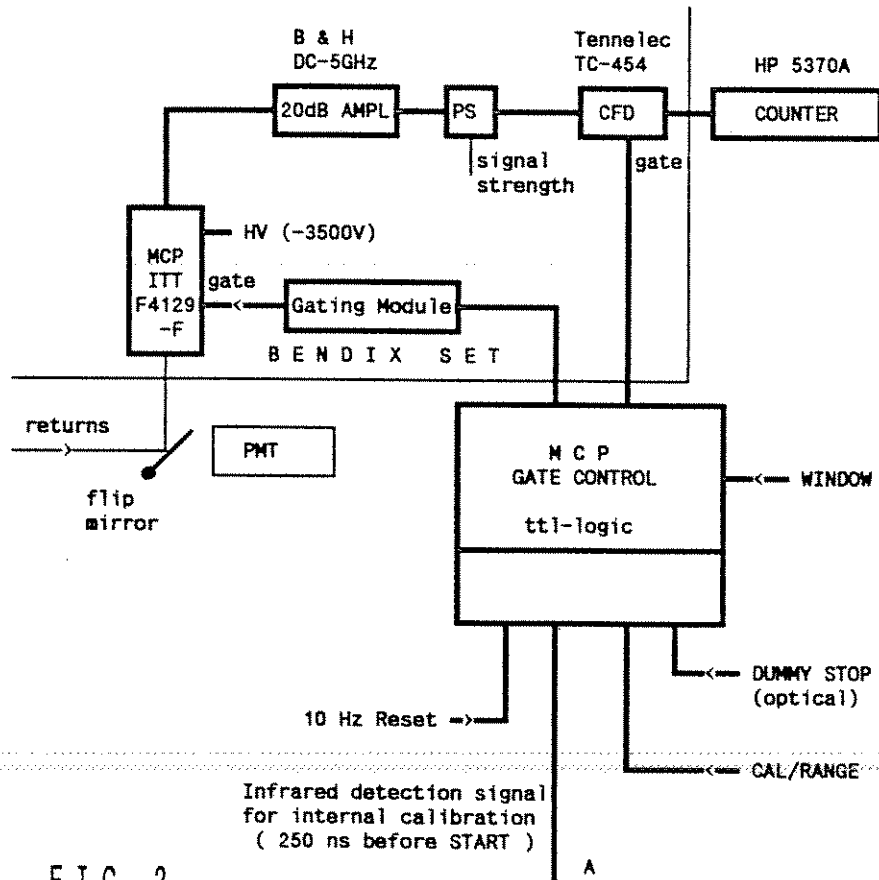 B & H
DC-5GHz
Tennelec
TC-454
HP 5370A
20dB AMPL
PS
CFD
COUNTER
signal
strength
gate
HV (-3500V)
MCP
ITT
F4129
-F
gate
Gating Module
B E N D I X   S E T
returns
PMT
flip
mirror
M C P
GATE CONTROL
ttl-logic
WINDOW
DUMMY STOP
(optical)
10 Hz Reset
CAL/RANGE
Infrared detection signal
for internal calibration
( 250 ns before START )
A
FIG 2